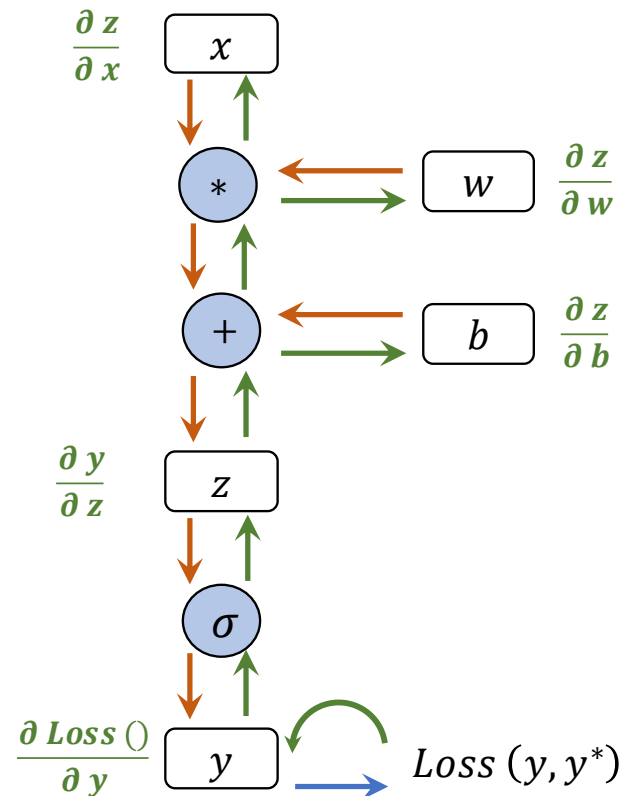 ∂ z
∂ x
x
*
w
∂ z
∂ w
+
b
∂ z
∂ b
∂ y
∂ z
z
σ
∂ Loss ()
∂ y
y
Loss (y, y*)